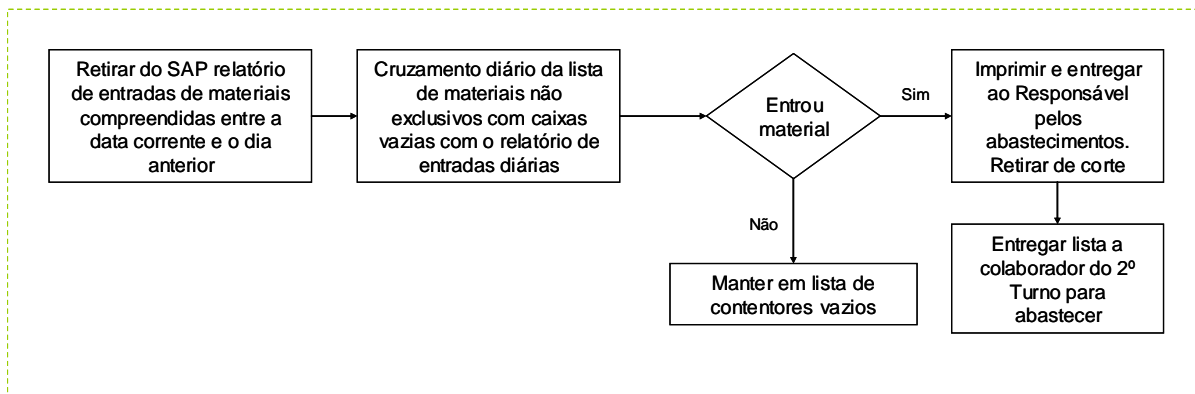 Retirar do SAP relatório
de entradas de materiais
compreendidas entre a
data corrente e o dia
anterior
Cruzamento diário da lista
de materiais não
exclusivos com caixas
vazias com o relatório de
entradas diárias
Entrou
material
Sim
Imprimir e entregar
ao Responsável
pelos
abastecimentos.
Retirar de corte
Não
Manter em lista de
contentores vazios
Entregar lista a
colaborador do 2º
Turno para
abastecer